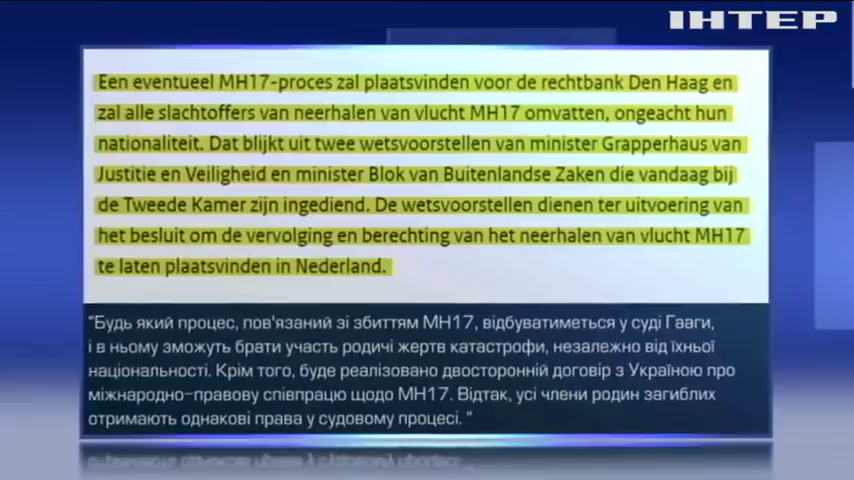 ІНТЕР
Een eventueel MH17-proces zal plaatsvinden voor de rechtbank Den Haag en
zal alle slachtoffers van neerhalen van vlucht MH17 omvatten, ongeacht hun
nationaliteit. Dat blijkt uit twee wetsvoorstellen van minister Grapperhaus van
Justitie en Veiligheid en minister Blok van Buitenlandse Zaken die vandaag bij
de Tweede Kamer zijn ingediend. De wetsvoorstellen dienen ter uitvoering van
het besluit om de vervolging en berechting van het neerhalen van vlucht MH17
te laten plaatsvinden in Nederland.
“Будь який процес, пов'язаний зі збиттям МН17, відбуватиметься у суді Гааги,
і в ньому зможуть брати участь родичі жертв катастрофи, незалежно від їхньої
національності. Крім того, буде реалізовано двосторонній договір з Україною про
міжнародно-правову співпрацю щодо МН17. Відтак, усі члени родин загиблих
отримають однакові права у судовому процесі. “